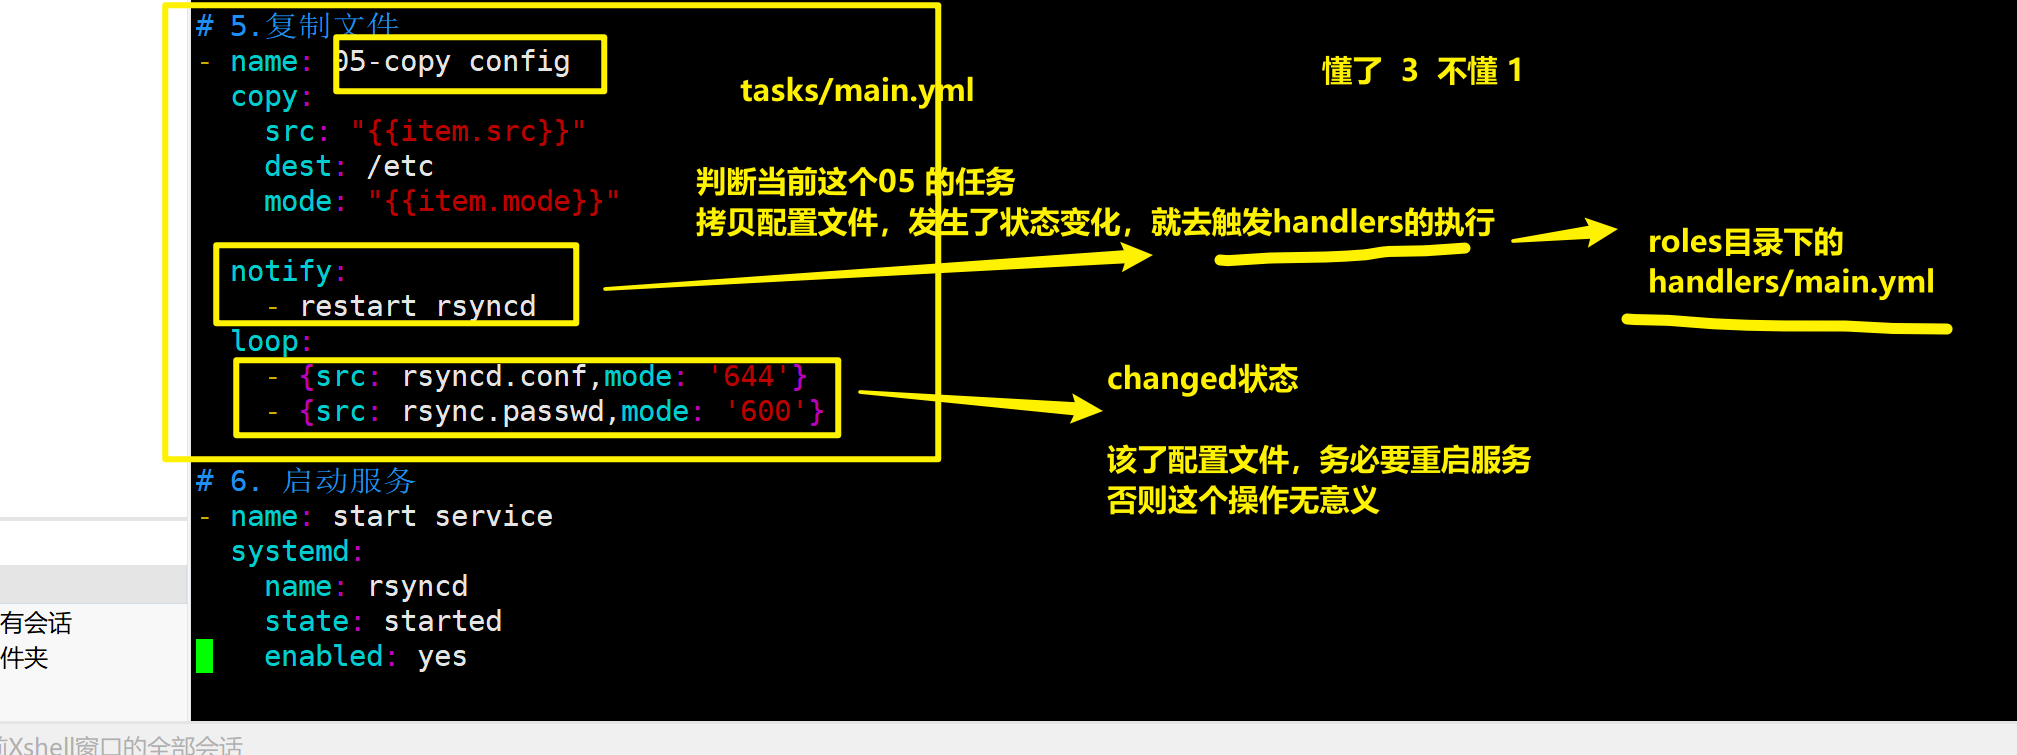 # 5.复制文件
- name: 05-copy config
copy:
src: "{{item.src}}"
dest: /etc
mode: "{{item.mode}}"
notify:
- restart rsyncd
loop:
- {src: rsyncd.conf,mode: '644'}
- {src: rsync.passwd,mode: '600'}
# 6. 启动服务
- name: start service
systemd:
name: rsyncd
state: started
enabled: yes
tasks/main.yml
懂了 3 不懂 1
判断当前这个05 的任务
拷贝配置文件，发生了状态变化，就去触发handlers的执行
roles目录下的
handlers/main.yml
changed状态
该了配置文件，务必要重启服务
否则这个操作无意义
有会话
件夹
前Xshell窗口的全部会话